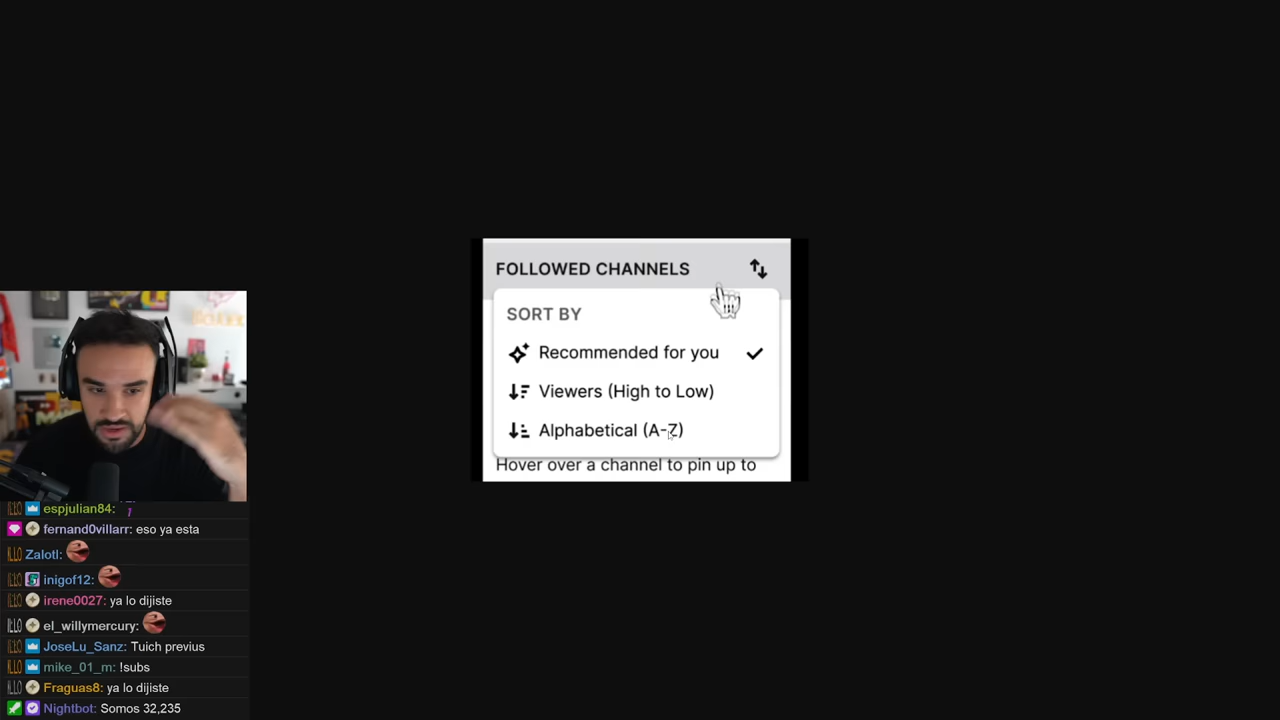 FOLLOWED CHANNELS
SORT BY
Recommended for you
Viewers (High to Low)
Alphabetical (A-Z)
Hover over a channel to pin up to
espjulian84:
fernand0villarr: eso ya esta
Zalotl:
inigof12:
irene0027: ya lo dijiste
el_willymercury:
JoseLu_Sanz: Tuich previus
mike_01_m: !subs
Fraguas8: ya lo dijiste
Nightbot: Somos 32,235